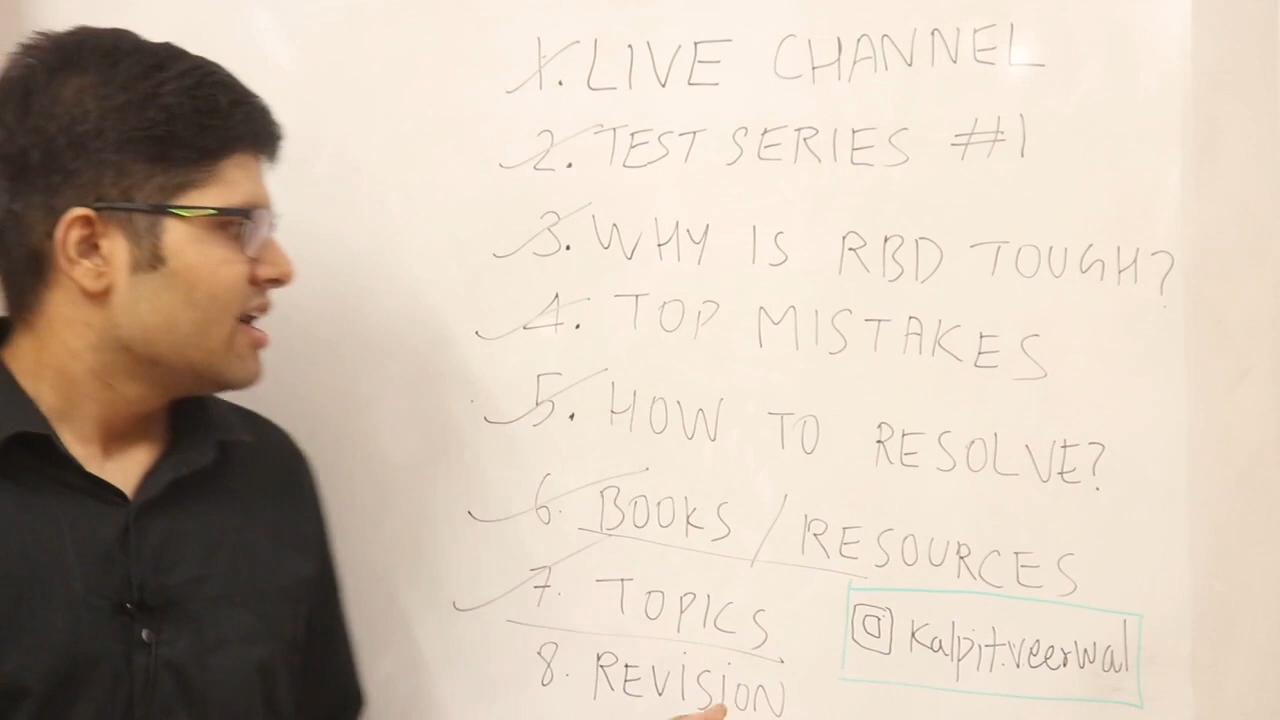 1. LIVE CHANNEL
2. TEST SERIES #1
3. WHY IS RBD TOUGH?
4. TOP MISTAKES
5. HOW TO RESOLVE?
6. BOOKS / RESOURCES
7. TOPICS
kalpit.veerwal
8. REVISION